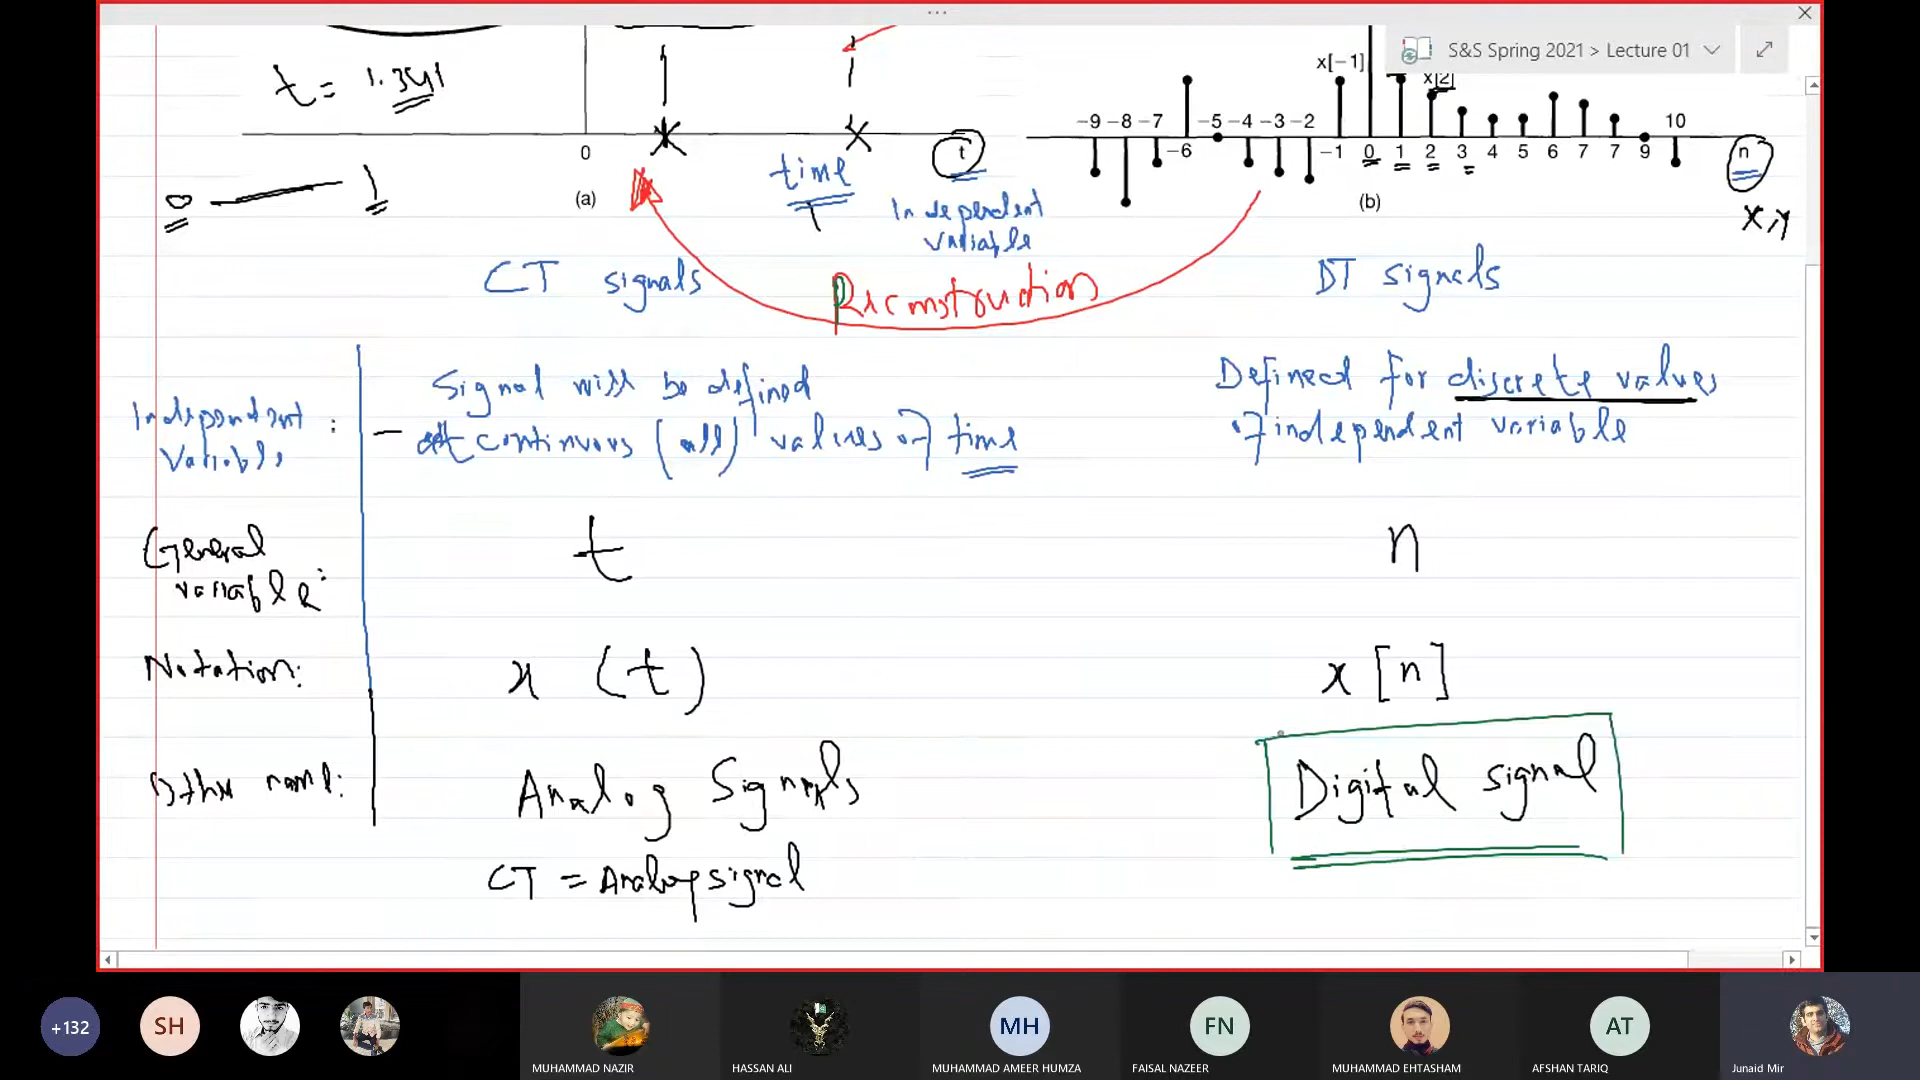 S&S Spring 2021 > Lecture 01
t = 1.341
x[-1]
x[2]
-9 -8 -7 -5 -4 -3 -2 10
0 t -6 -1 0 1 2 3 4 5 6 7 7 9 n
0 1
time
T
(a)
Independent
variable
(b)
x, y
CT signals
Reconstruction
DT signals
Independent
Variable :
- Signal will be defined
at continuous (all) values of time
Defined for discrete values
of independent variable
General
variable:
t
n
Notation:
x (t)
x [n]
Other name:
Analog Signals
Digital signal
CT = Analog signal
+132
SH
MH
FN
AT
MUHAMMAD NAZIR
HASSAN ALI
MUHAMMAD AMEER HUMZA
FAISAL NAZEER
MUHAMMAD EHTASHAM
AFSHAN TARIQ
Junaid Mir